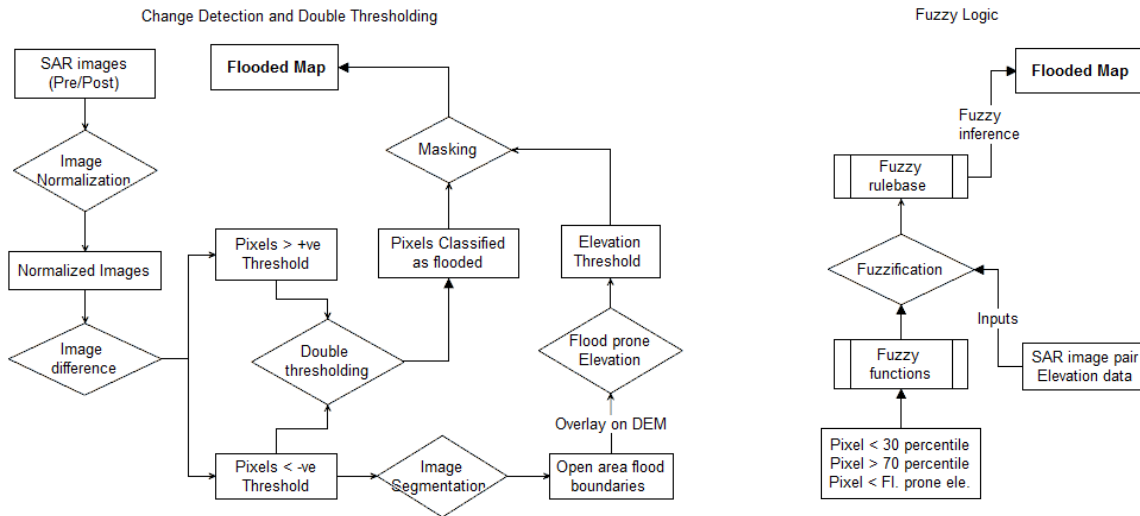 Change Detection and Double Thresholding
SAR images
(Pre/Post)
Flooded Map
Image
Normalization
Masking
Normalized Images
Pixels > +ve
Threshold
Pixels Classified
as flooded
Elevation
Threshold
Image
difference
Double
thresholding
Flood prone
Elevation
Overlay on DEM
Pixels < -ve
Threshold
Image
Segmentation
Open area flood
boundaries
Fuzzy Logic
Flooded Map
Fuzzy
inference
Fuzzy
rulebase
Fuzzification
Inputs
Fuzzy
functions
SAR image pair
Elevation data
Pixel < 30 percentile
Pixel > 70 percentile
Pixel < Fl. prone ele.